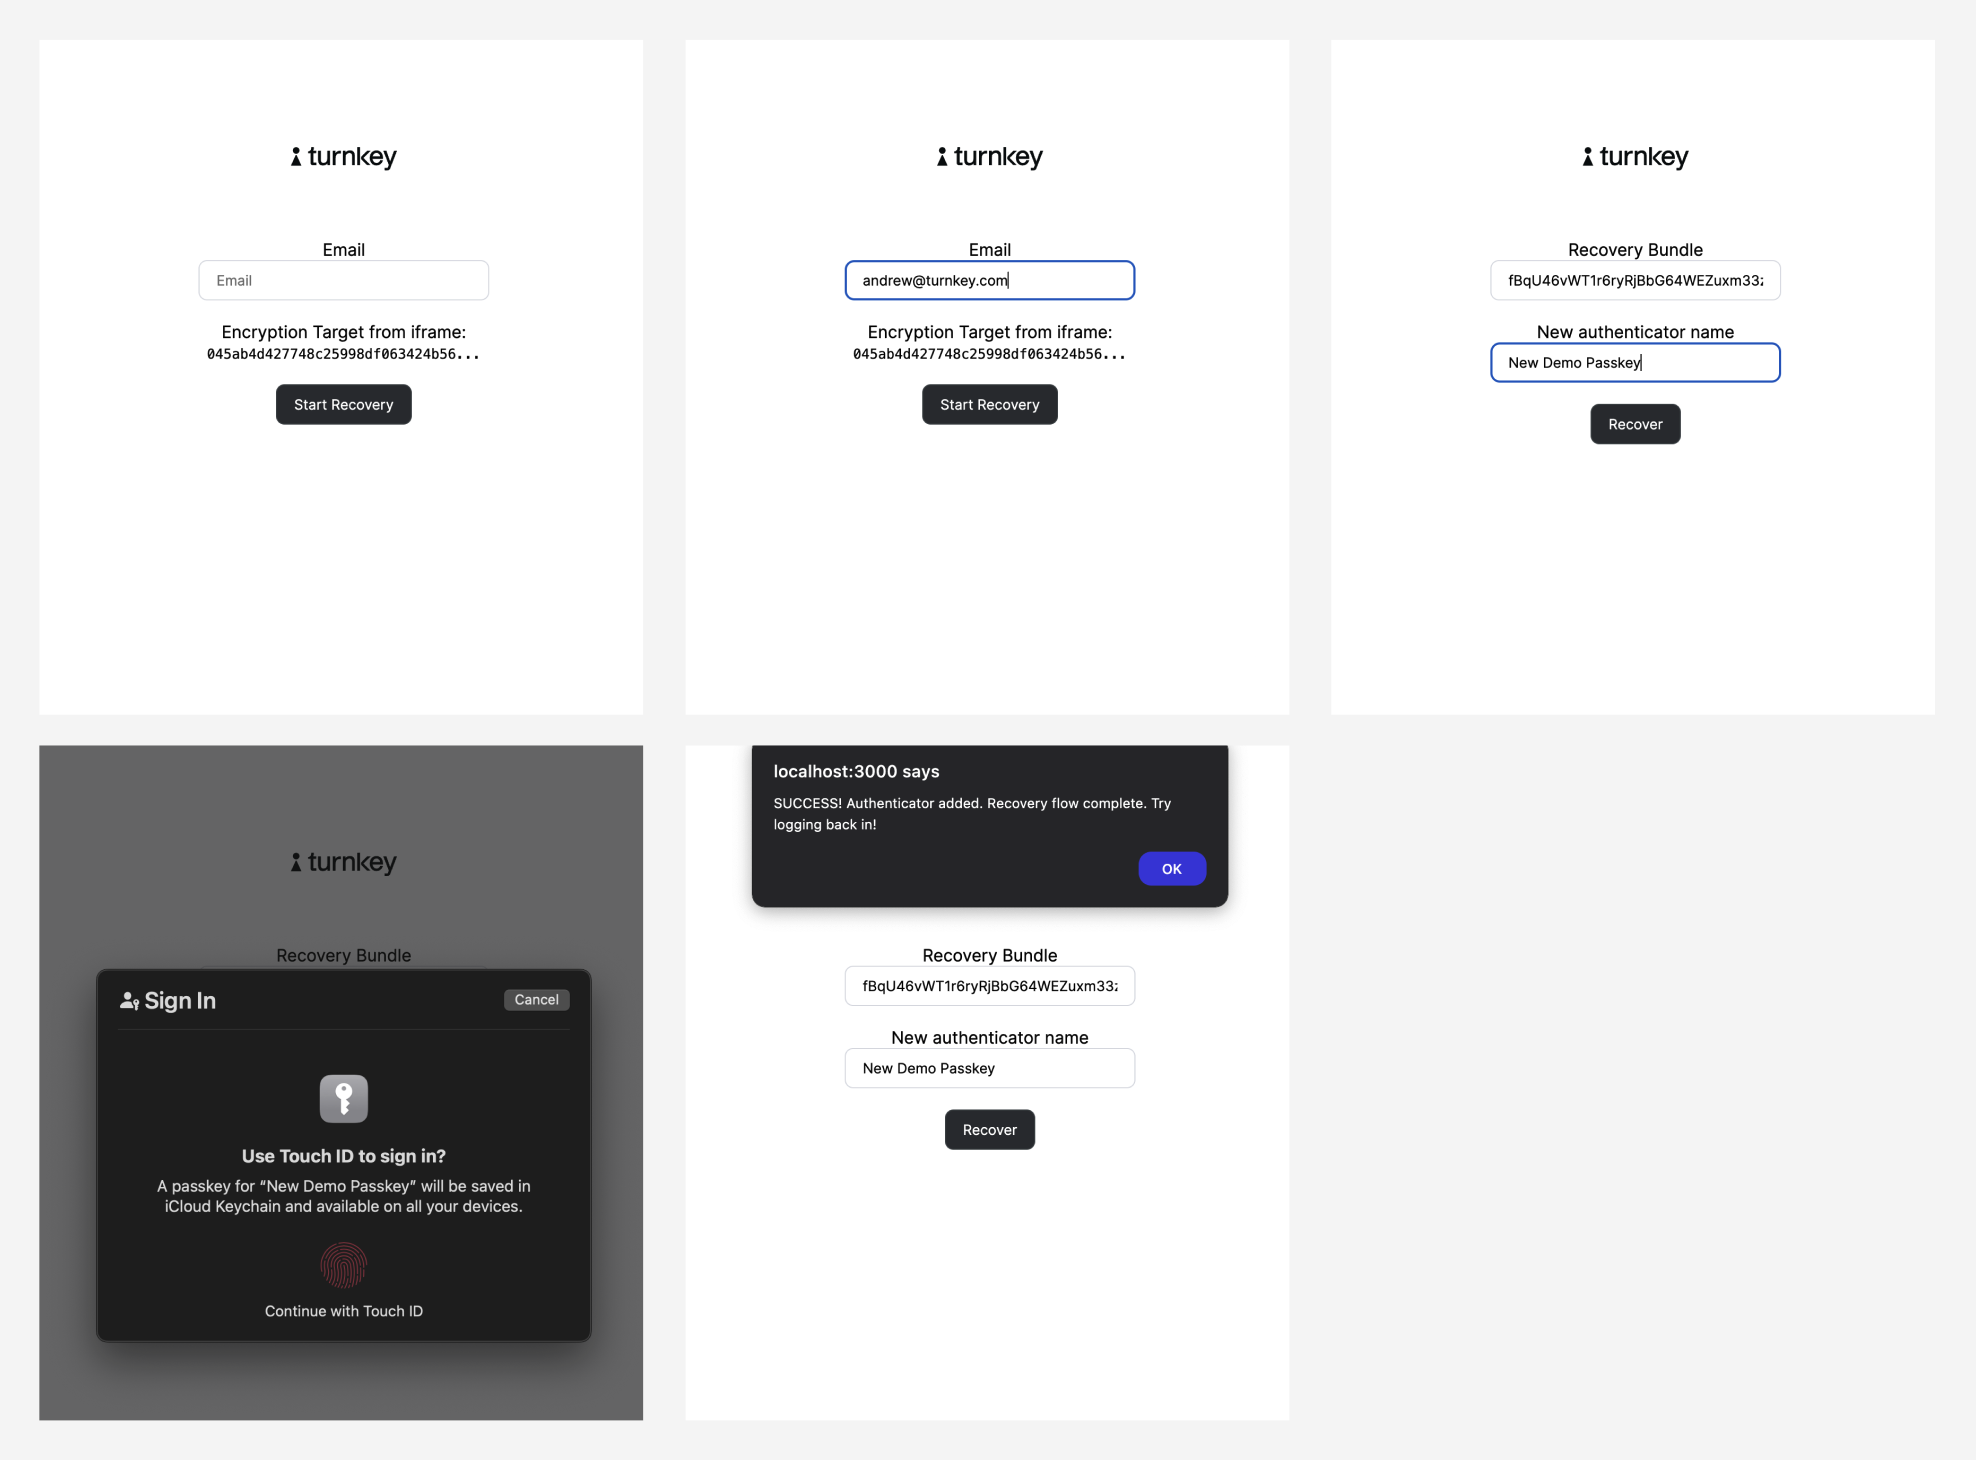 turnkey
Email
Email
Encryption Target from iframe:
045ab4d427748c25998df063424b56...
Start Recovery
turnkey
Email
andrew@turnkey.com
Encryption Target from iframe:
045ab4d427748c25998df063424b56...
Start Recovery
turnkey
Recovery Bundle
fBqU46vWT1r6ryRjBbG64WEZuxm33z
New authenticator name
New Demo Passkey
Recover
turnkey
Recovery Bundle
Sign In
Cancel
Use Touch ID to sign in?
A passkey for “New Demo Passkey” will be saved in
iCloud Keychain and available on all your devices.
Continue with Touch ID
localhost:3000 says
SUCCESS! Authenticator added. Recovery flow complete. Try
logging back in!
OK
Recovery Bundle
fBqU46vWT1r6ryRjBbG64WEZuxm33z
New authenticator name
New Demo Passkey
Recover